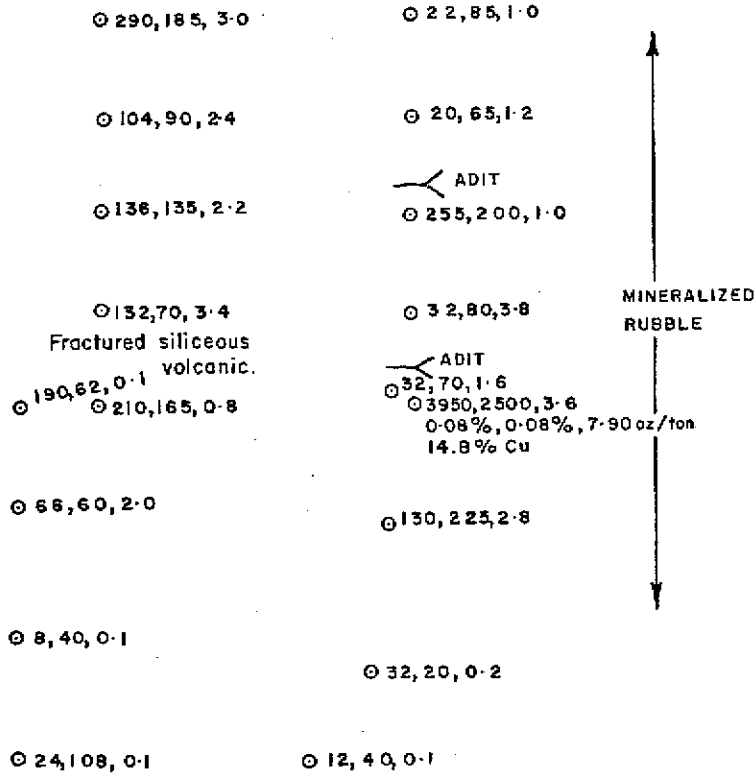 290,185, 3·0
22,85,1·0
104,90,2·4
20,65,1·2
ADIT
136,135,2·2
255,200,1·0
132,70,3·4
32,80,3·8
MINERALIZED
RUBBLE
Fractured siliceous
volcanic.
ADIT
190,62,0·1
32,70,1·6
210,165,0·8
3950,2500,3·6
0·08%,0·08%,7·90 oz/ton
14.8% Cu
66,60,2·0
130,225,2·8
8,40,0·1
32,20,0·2
24,108,0·1
12,40,0·1